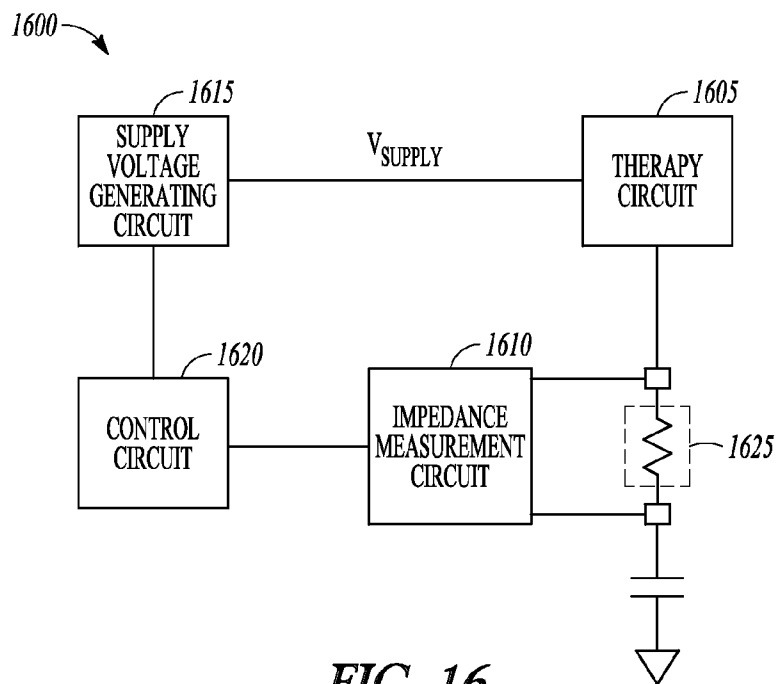 1600
1615
SUPPLY
VOLTAGE
GENERATING
CIRCUIT
VSUPPLY
1605
THERAPY
CIRCUIT
1620
CONTROL
CIRCUIT
1610
IMPEDANCE
MEASUREMENT
CIRCUIT
1625
FIG. 16